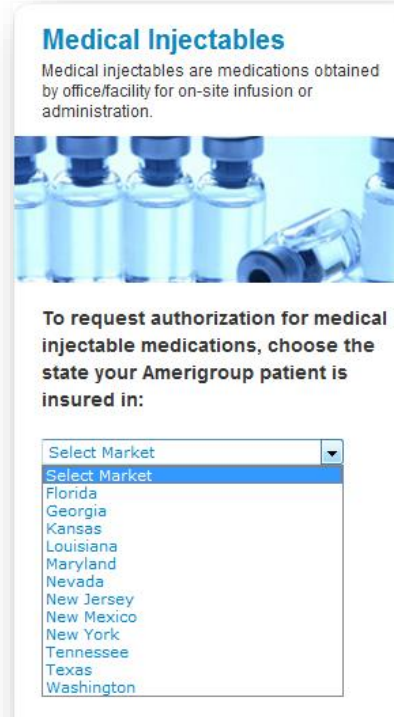 Medical Injectables
Medical injectables are medications obtained
by office/facility for on-site infusion or
administration.
To request authorization for medical
injectable medications, choose the
state your Amerigroup patient is
insured in:
Select Market
Select Market
Florida
Georgia
Kansas
Louisiana
Maryland
Nevada
New Jersey
New Mexico
New York
Tennessee
Texas
Washington